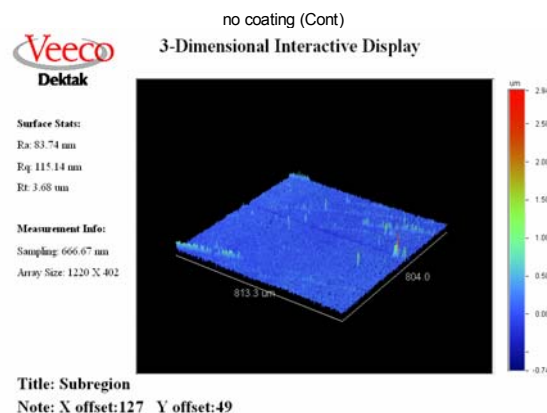 no coating (Cont)
Veeco
Dektak
3-Dimensional Interactive Display
Surface Stats:
Ra: 83.74 nm
Rq: 115.14 nm
Rt: 3.68 um
Measurement Info:
Sampling: 666.67 nm
Array Size: 1220 X 402
um
2.00
1.50
1.00
0.50
0.00
813.3 um
804.0
Title: Subregion
Note: X offset:127 Y offset:49